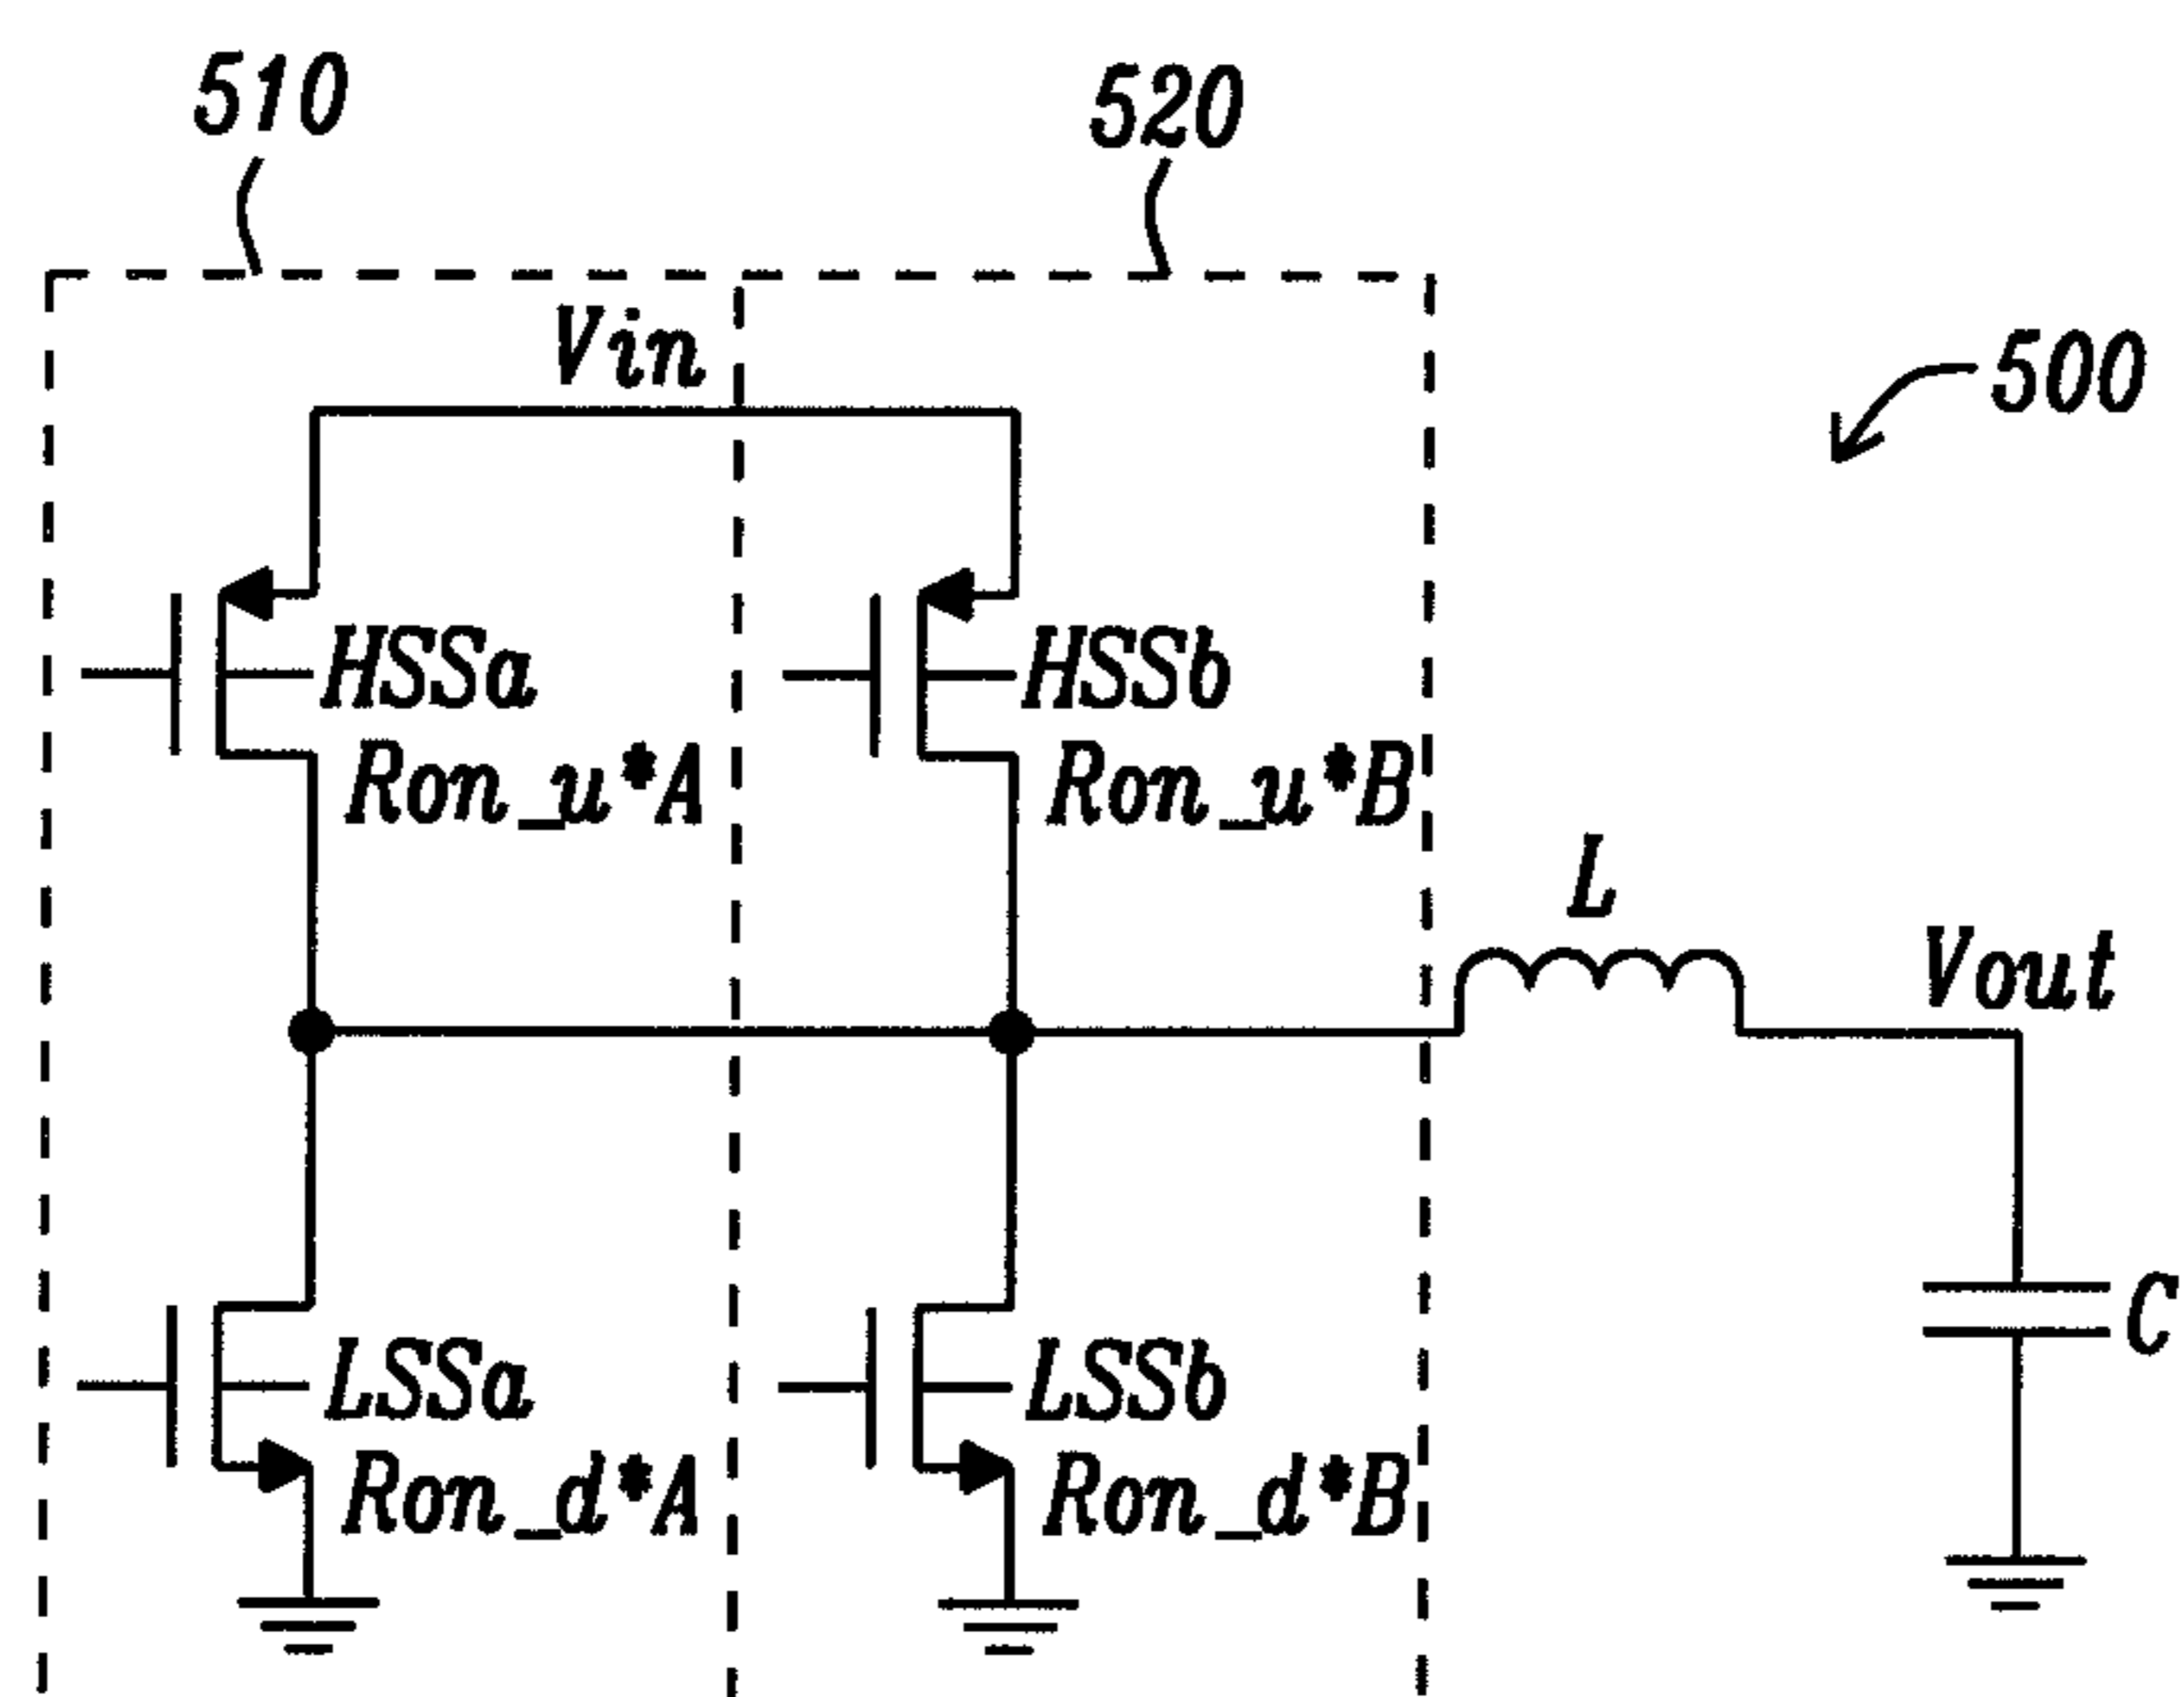 510
520
Vin
500
HSSa
Ron_u*A
HSSb
Ron_u*B
L
Vout
C
LSSa
Ron_d*A
LSSb
Ron_d*B